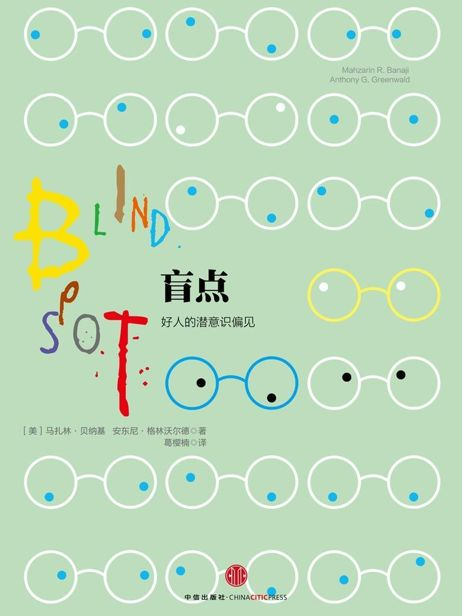 Mahzarin R. Banaji
Anthony G. Greenwald
BLIND
SPOT
盲点
好人的潜意识偏见
[美]马扎林·贝纳基 安东尼·格林沃尔德◎著
葛樱楠◎译
中信出版社·CHINACITICPRESS